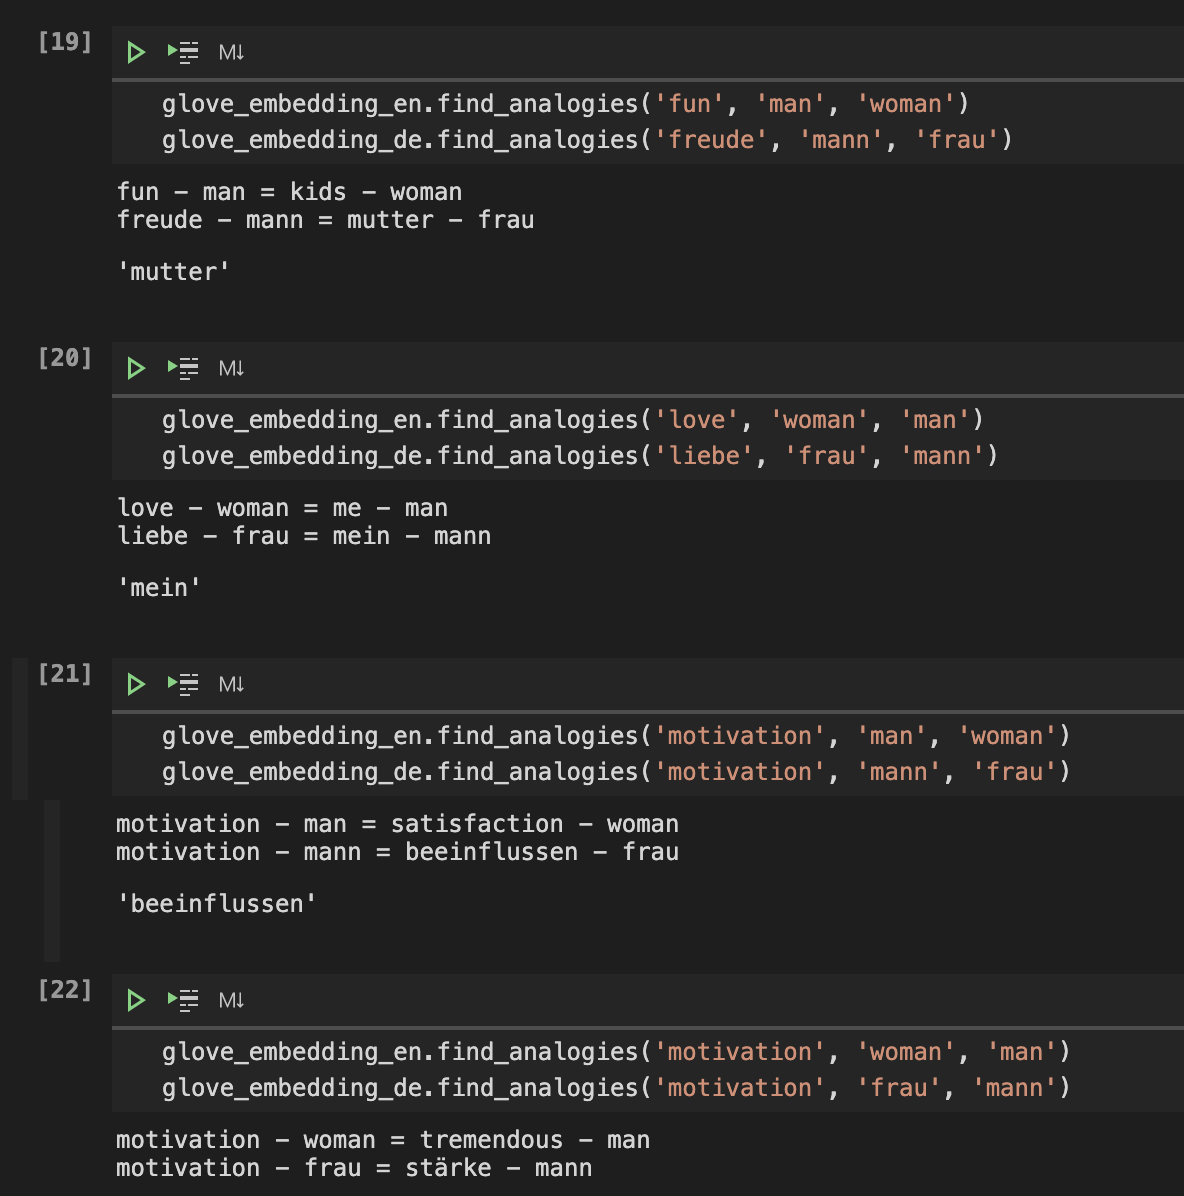 [19]
M↓
glove_embedding_en.find_analogies('fun', 'man', 'woman')
glove_embedding_de.find_analogies('freude', 'mann', 'frau')
fun - man = kids - woman
freude - mann = mutter - frau
'mutter'
[20]
M↓
glove_embedding_en.find_analogies('love', 'woman', 'man')
glove_embedding_de.find_analogies('liebe', 'frau', 'mann')
love - woman = me - man
liebe - frau = mein - mann
'mein'
[21]
M↓
glove_embedding_en.find_analogies('motivation', 'man', 'woman')
glove_embedding_de.find_analogies('motivation', 'mann', 'frau')
motivation - man = satisfaction - woman
motivation - mann = beeinflussen - frau
'beeinflussen'
[22]
M↓
glove_embedding_en.find_analogies('motivation', 'woman', 'man')
glove_embedding_de.find_analogies('motivation', 'frau', 'mann')
motivation - woman = tremendous - man
motivation - frau = stärke - mann